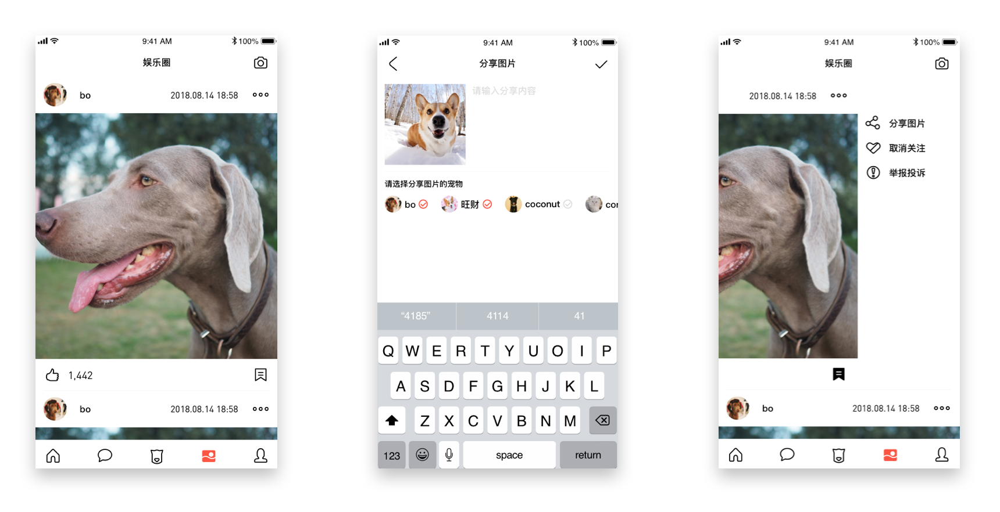 9:41 AM
100%
娱乐圈
bo
2018.08.14 18:58
1,442
bo
2018.08.14 18:58
9:41 AM
100%
分享图片
请输入分享内容
请选择分享图片的宠物
bo
旺财
coconut
cor
“4185”
4114
41
Q W E R T Y U O I P
A S D F G H J K L
Z X C V B N M
123
space
return
9:41 AM
100%
娱乐圈
2018.08.14 18:58
分享图片
取消关注
举报投诉
bo
2018.08.14 18:58